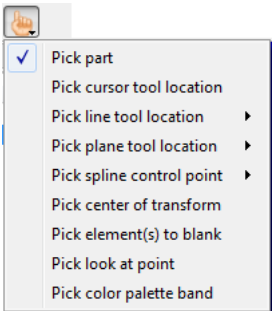 Pick part
Pick cursor tool location
Pick line tool location
Pick plane tool location
Pick spline control point
Pick center of transform
Pick element(s) to blank
Pick look at point
Pick color palette band